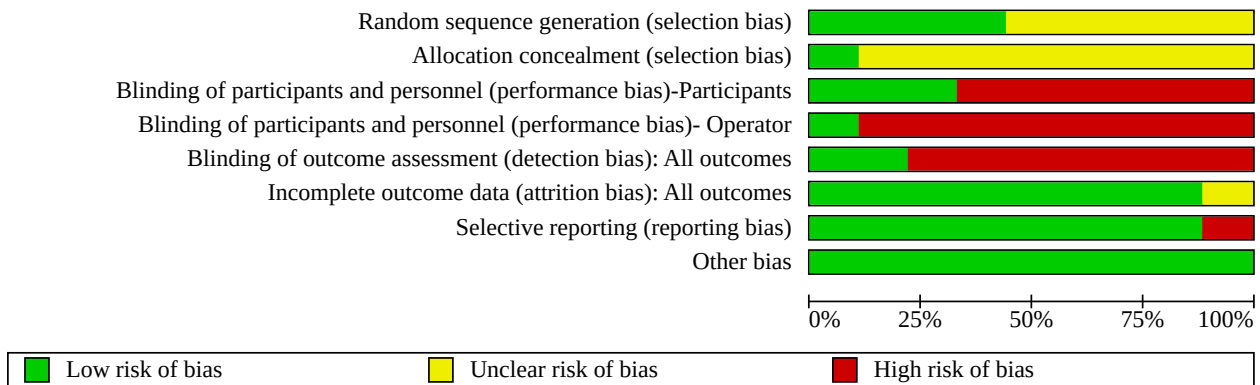 Random sequence generation (selection bias)
Allocation concealment (selection bias)
Blinding of participants and personnel (performance bias)-Participants
Blinding of participants and personnel (performance bias)- Operator
Blinding of outcome assessment (detection bias): All outcomes
Incomplete outcome data (attrition bias): All outcomes
Selective reporting (reporting bias)
Other bias
0% 25% 50% 75% 100%
Low risk of bias Unclear risk of bias High risk of bias